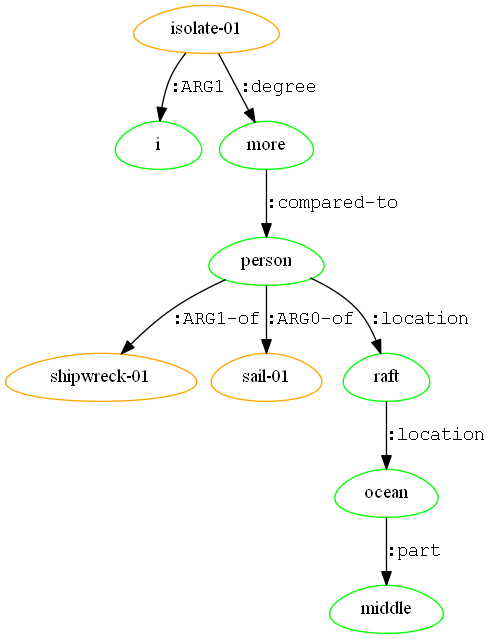 isolate-01
:ARG1 :degree
i more
:compared-to
person
:ARG1-of :ARG0-of :location
shipwreck-01 sail-01 raft
:location
ocean
:part
middle